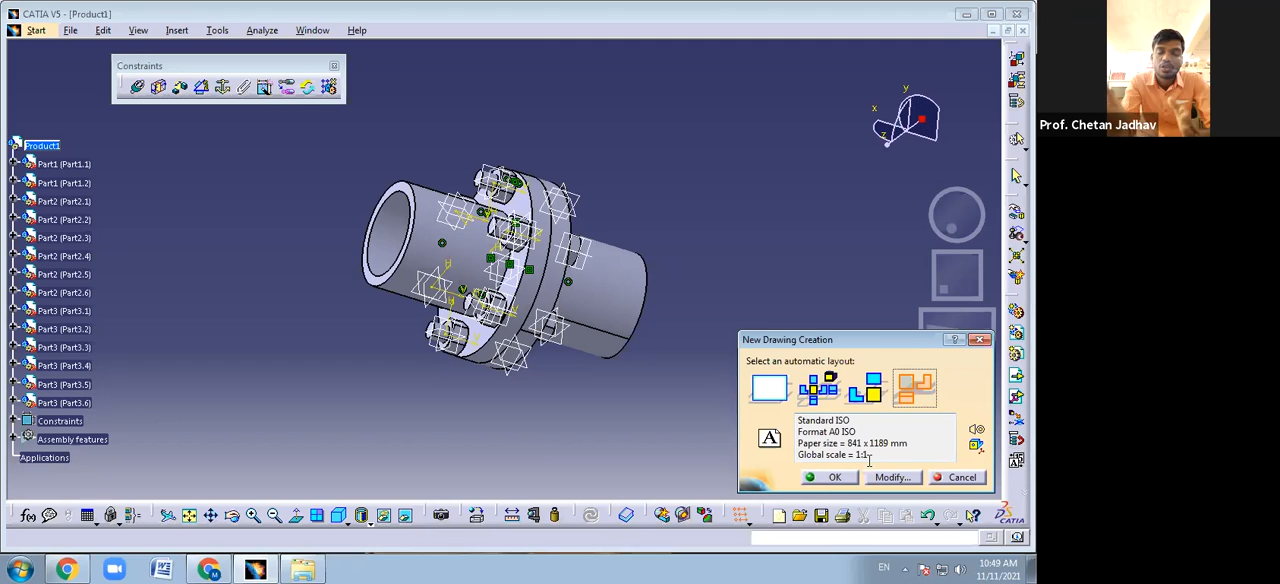 CATIA V5 - [Product1]
Start File Edit View Insert Tools Analyze Window Help
Constraints
Prof. Chetan Jadhav
y
x
z
Product1
Part1 (Part1.1)
Part1 (Part1.2)
Part2 (Part2.1)
Part2 (Part2.2)
Part2 (Part2.3)
Part2 (Part2.4)
Part2 (Part2.5)
Part2 (Part2.6)
Part3 (Part3.1)
Part3 (Part3.2)
Part3 (Part3.3)
Part3 (Part3.4)
Part3 (Part3.5)
Part3 (Part3.6)
Constraints
Assembly features
Applications
H
V
H
New Drawing Creation
Select an automatic layout:
A
Standard ISO
Format A0 ISO
Paper size = 841 x 1189 mm
Global scale = 1:1
OK Modify... Cancel
f(x)
CATIA
EN
10:49 AM
11/11/2021